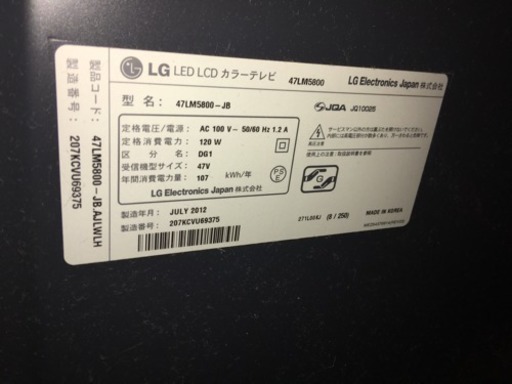 LG LED LCD カラーテレビ 47LM5800 LG Electronics Japan 株式会社
型 名: 47LM5800-JB
定格電圧/電源: AC 100 V~ 50/60 Hz 1.2 A
定格消費電力: 120 W
区 分 名: DG1
受信機型サイズ: 47V
年間消費電力量: 107 kWh/年
PSE
LG Electronics Japan 株式会社
製造年月: JULY 2012
製造番号: 207KCVU69375
JQA JQ10025
MADE IN KOREA
(8 / 250)
製品コード: 47LM5800-JB.AJLWLH
製造番号: 207KCVU69375